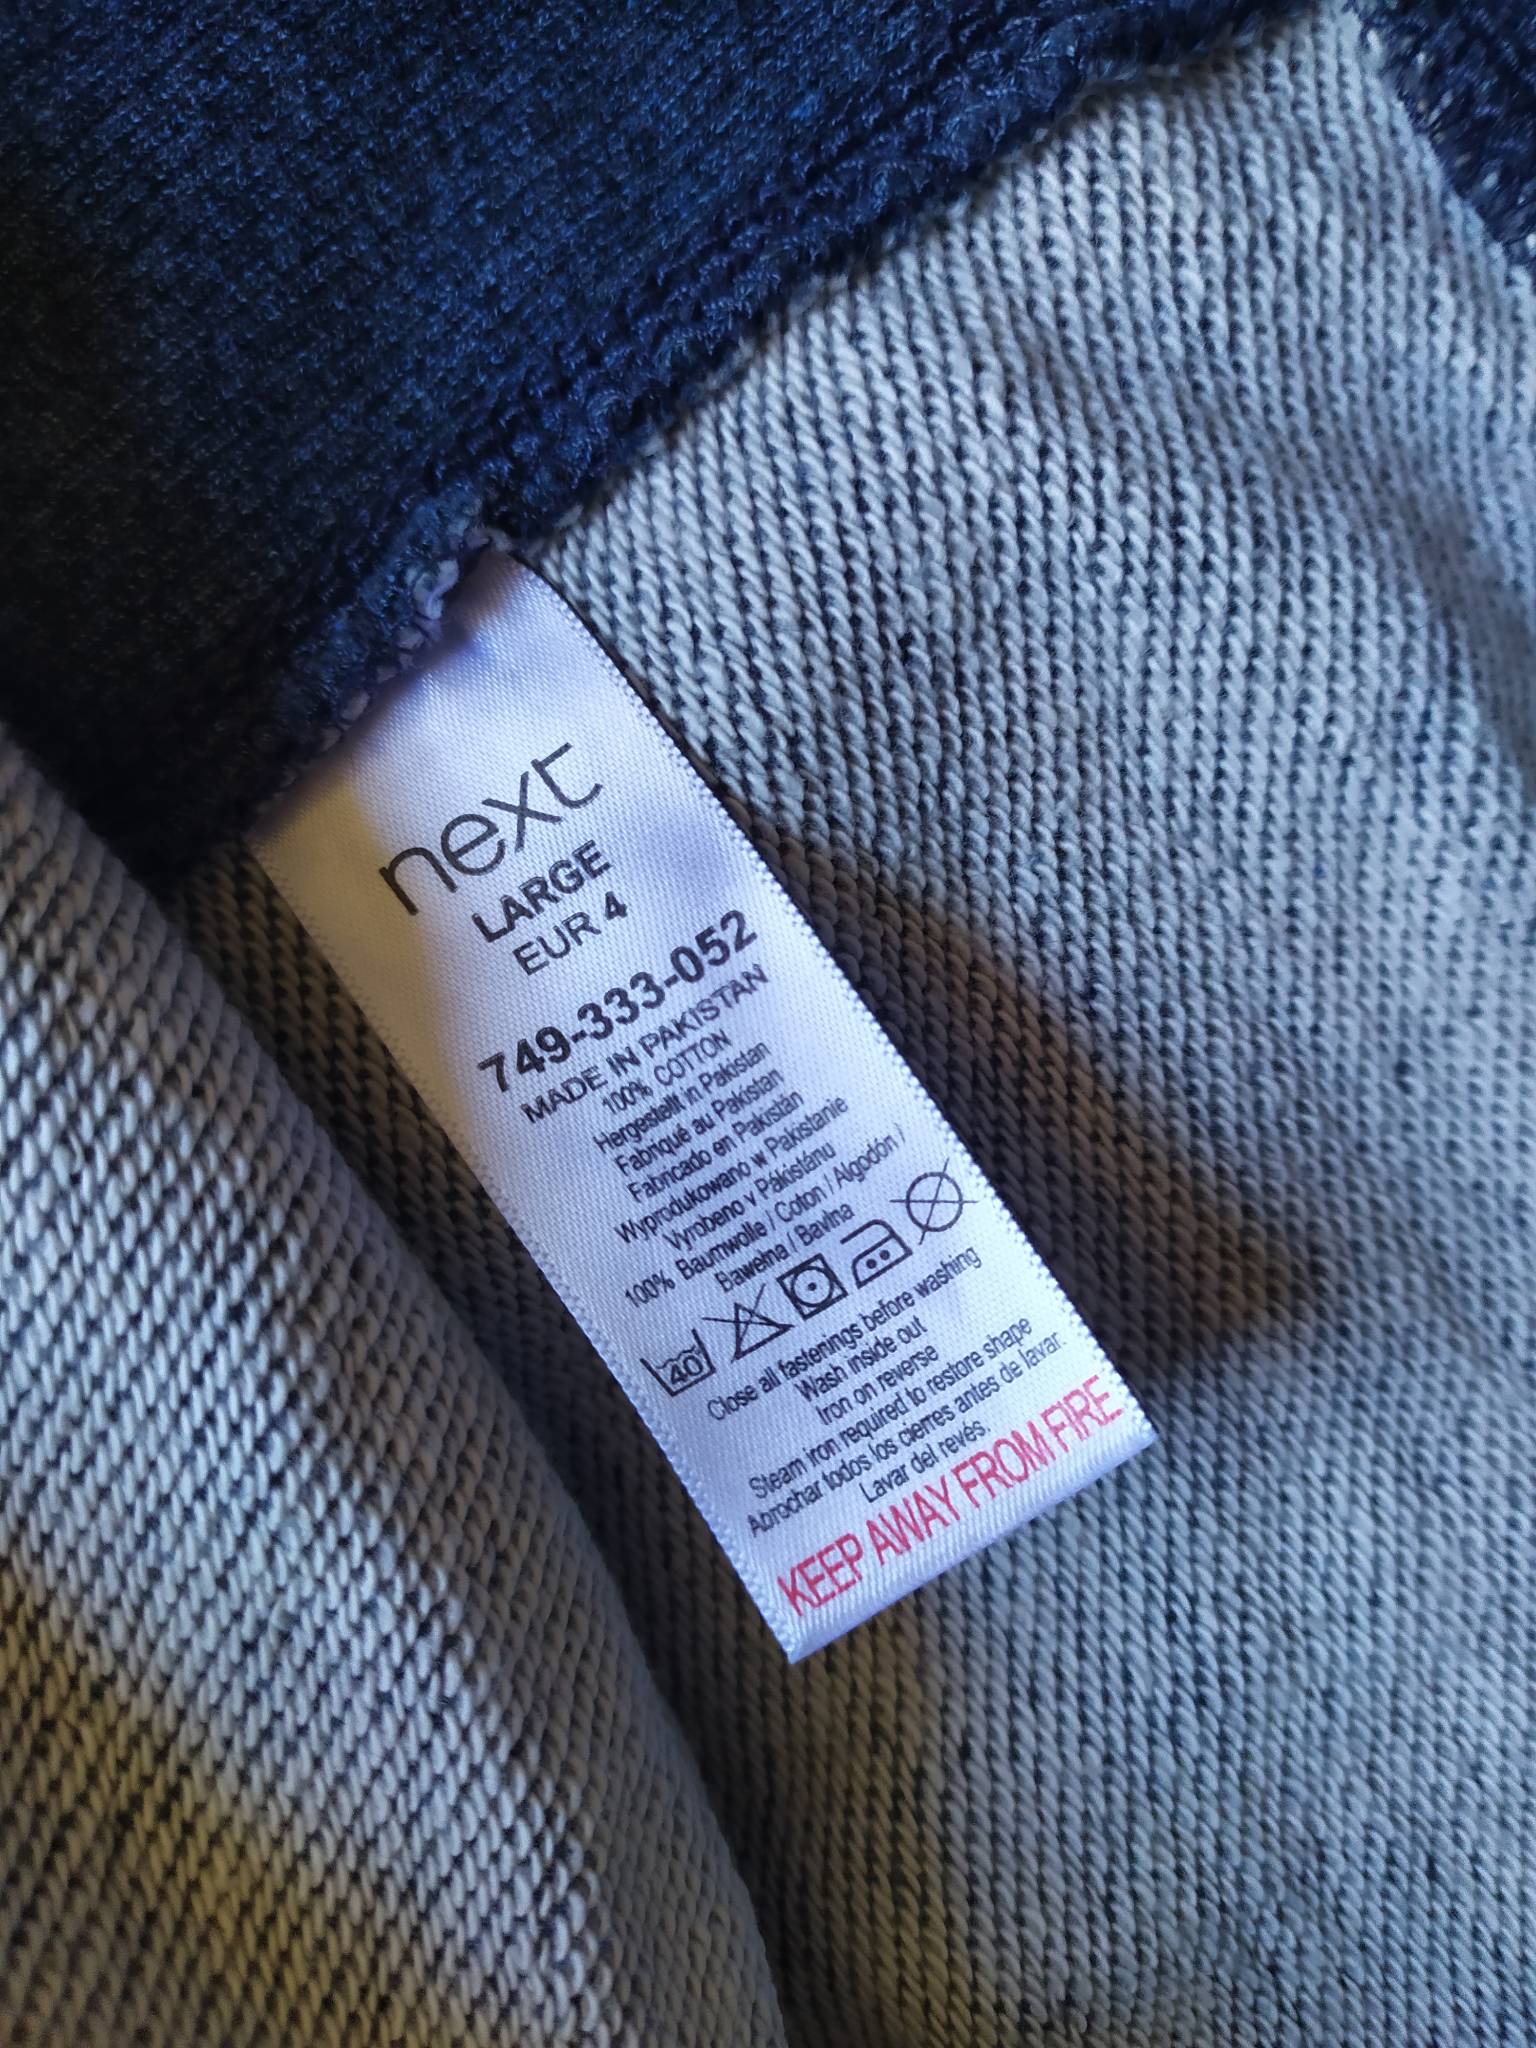 next
LARGE
EUR 4
749-333-052
MADE IN PAKISTAN
100% COTTON
Hergestellt in Pakistan
Fabriqué au Pakistan
Fabricado en Pakistán
Wyprodukowano w Pakistanie
Vyrobeno v Pákistánu
100% Baumwolle / Coton / Algodón /
Bawełna / Bavlna
40
Close all fastenings before washing
Wash inside out
Iron on reverse
Steam iron required to restore shape
Abrochar todos los cierres antes de lavar.
Lavar del revés.
KEEP AWAY FROM FIRE